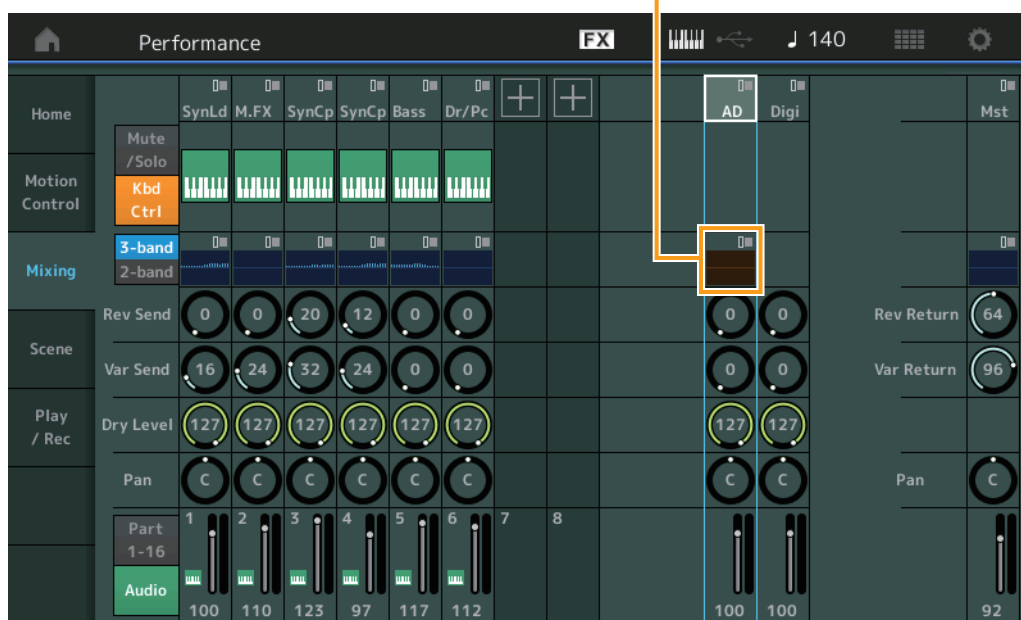 Performance FX 140
SynLd M.FX SynCp SynCp Bass Dr/Pc AD Digi Mst
Home
Mute
/Solo
Motion
Control
Kbd
Ctrl
3-band
2-band
Mixing
Rev Send 0 0 20 12 0 0 0 0 Rev Return 64
Scene
Var Send 16 24 32 24 0 0 0 0 Var Return 96
Play
/ Rec
Dry Level 127 127 127 127 127 127 127 127
Pan C C C C C C C C Pan C
1 2 3 4 5 6 7 8
Part
1-16
Audio
100 110 123 97 117 112 100 100 92